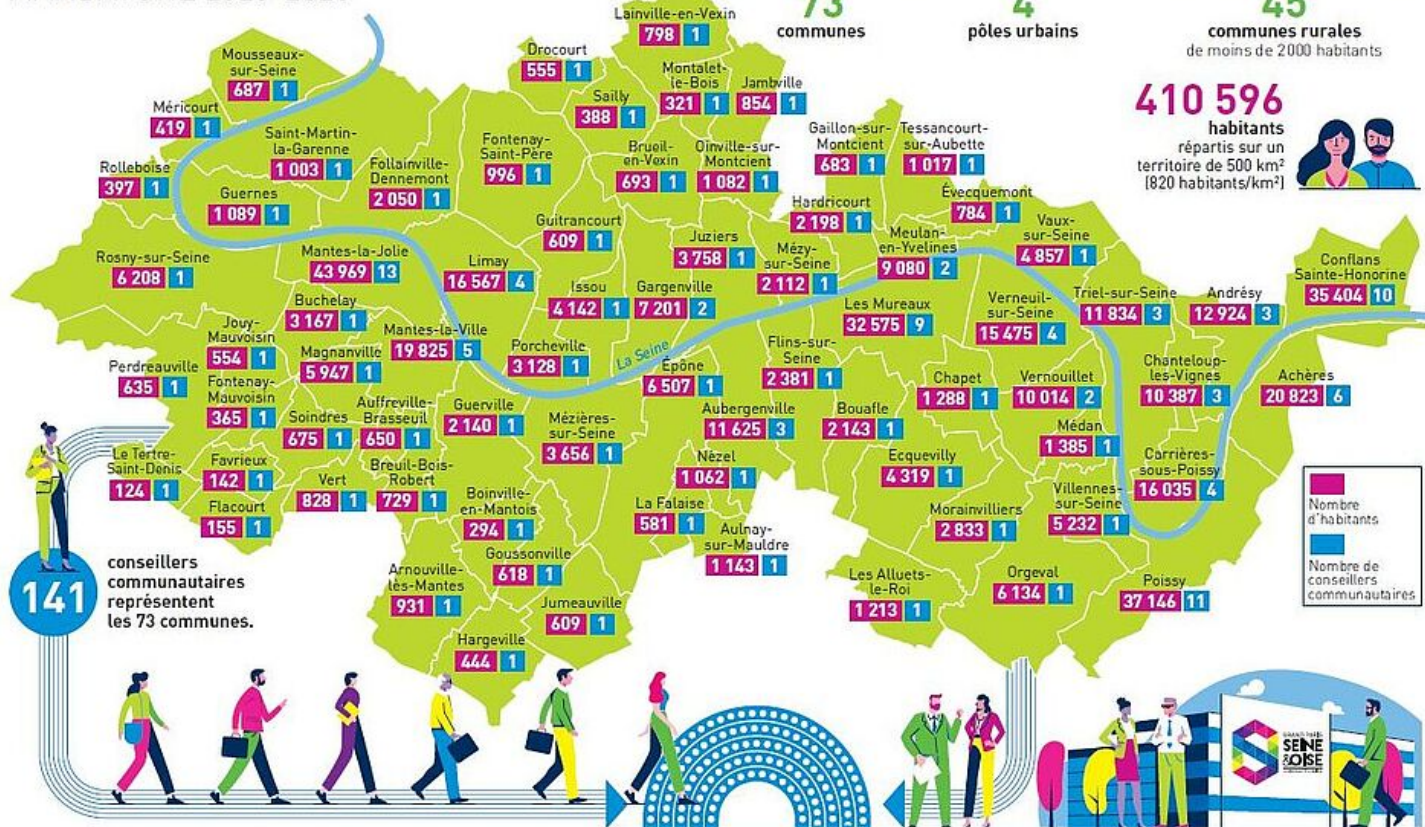 73
communes
4
pôles urbains
45
communes rurales
de moins de 2000 habitants
410 596
habitants
répartis sur un
territoire de 500 km²
(820 habitants/km²)
Lainville-en-Vexin
798 1
Drocourt
555 1
Mousseaux-
sur-Seine
687 1
Montalet-
le-Bois
321 1
Jambville
854 1
Sailly
388 1
Méricourt
419 1
Saint-Martin-
la-Garenne
1 003 1
Fontenay-
Saint-Père
996 1
Brueil-
en-Vexin
693 1
Oinville-sur-
Montcient
1 082 1
Gaillon-sur-
Montcient
683 1
Tessancourt-
sur-Aubette
1 017 1
Rolleboise
397 1
Follainville-
Dennemont
2 050 1
Guernes
1 089 1
Évecquemont
784 1
Hardricourt
2 198 1
Vaux-
sur-Seine
4 857 1
Guitrancourt
609 1
Juziers
3 758 1
Mézy-
sur-Seine
2 112 1
Meulan-
en-Yvelines
9 080 2
Rosny-sur-Seine
6 208 1
Mantes-la-Jolie
43 969 13
Limay
16 567 4
Conflans
Sainte-Honorine
35 404 10
Issou
4 142 1
Gargenville
7 201 2
Les Mureaux
32 575 9
Verneuil-
sur-Seine
15 475 4
Triel-sur-Seine
11 834 3
Andrésy
12 924 3
Buchelay
3 167 1
Jouy-
Mauvoisin
554 1
Mantes-la-Ville
19 825 5
Magnanville
5 947 1
Porcheville
3 128 1
La Seine
Flins-sur-
Seine
2 381 1
Perdreauville
635 1
Épône
6 507 1
Chapet
1 288 1
Vernouillet
10 014 2
Chanteloup-
les-Vignes
10 387 3
Achères
20 823 6
Fontenay-
Mauvoisin
365 1
Soindres
675 1
Auffreville-
Brasseuil
650 1
Guerville
2 140 1
Mézières-
sur-Seine
3 656 1
Aubergenville
11 625 3
Bouafle
2 143 1
Médan
1 385 1
Le Tertre-
Saint-Denis
124 1
Favrieux
142 1
Vert
828 1
Breuil-Bois-
Robert
729 1
Nézel
1 062 1
Ecquevilly
4 319 1
Carrières-
sous-Poissy
16 035 4
Flacourt
155 1
Boinville-
en-Mantois
294 1
La Falaise
581 1
Aulnay-
sur-Mauldre
1 143 1
Morainvilliers
2 833 1
Villennes-
sur-Seine
5 232 1
Goussonville
618 1
Arnouville-
lès-Mantes
931 1
Jumeauville
609 1
Les Alluets-
le-Roi
1 213 1
Orgeval
6 134 1
Poissy
37 146 11
Hargeville
444 1
Nombre
d'habitants
Nombre de
conseillers
communautaires
141
conseillers
communautaires
représentent
les 73 communes.
GRAND PARIS
SEINE
&OISE